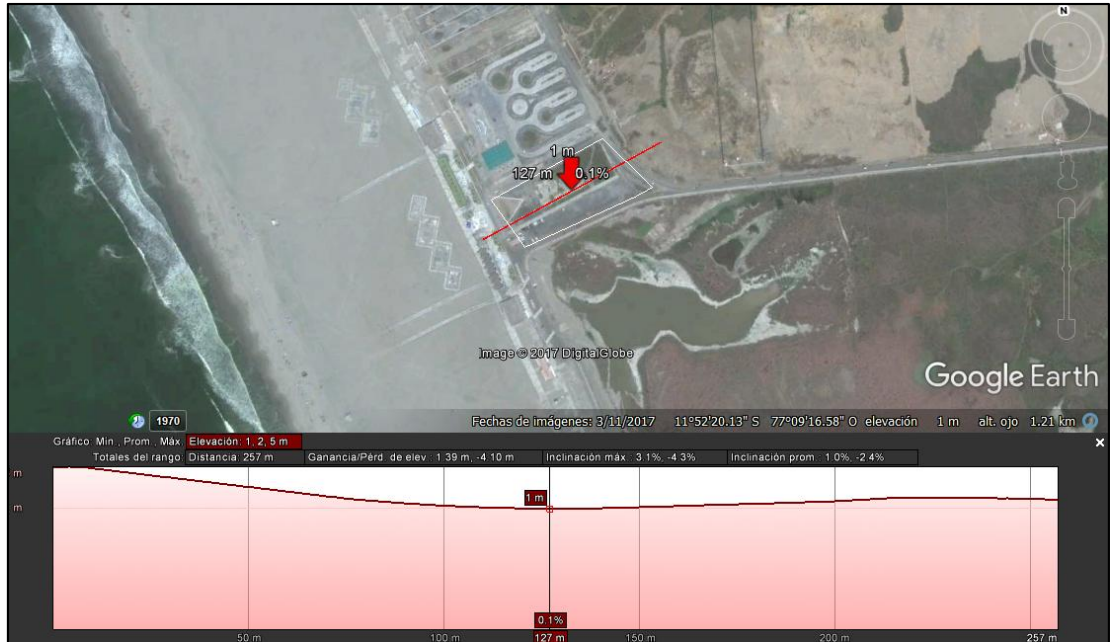 N
1 m
127 m 0.1%
Image © 2017 DigitalGlobe
Google Earth
1970
Fechas de imágenes: 3/11/2017 11°52'20.13" S 77°09'16.58" O elevación 1 m alt. ojo 1.21 km
Gráfico Mín., Prom., Máx Elevación: 1, 2, 5 m
Totales del rango Distancia: 257 m Ganancia/Pérd. de elev.: 1.39 m, -4.10 m Inclinación máx.: 3.1%, -4.3% Inclinación prom.: 1.0%, -2.4%
m
1 m
m
0.1%
50 m 100 m 127 m 150 m 200 m 257 m